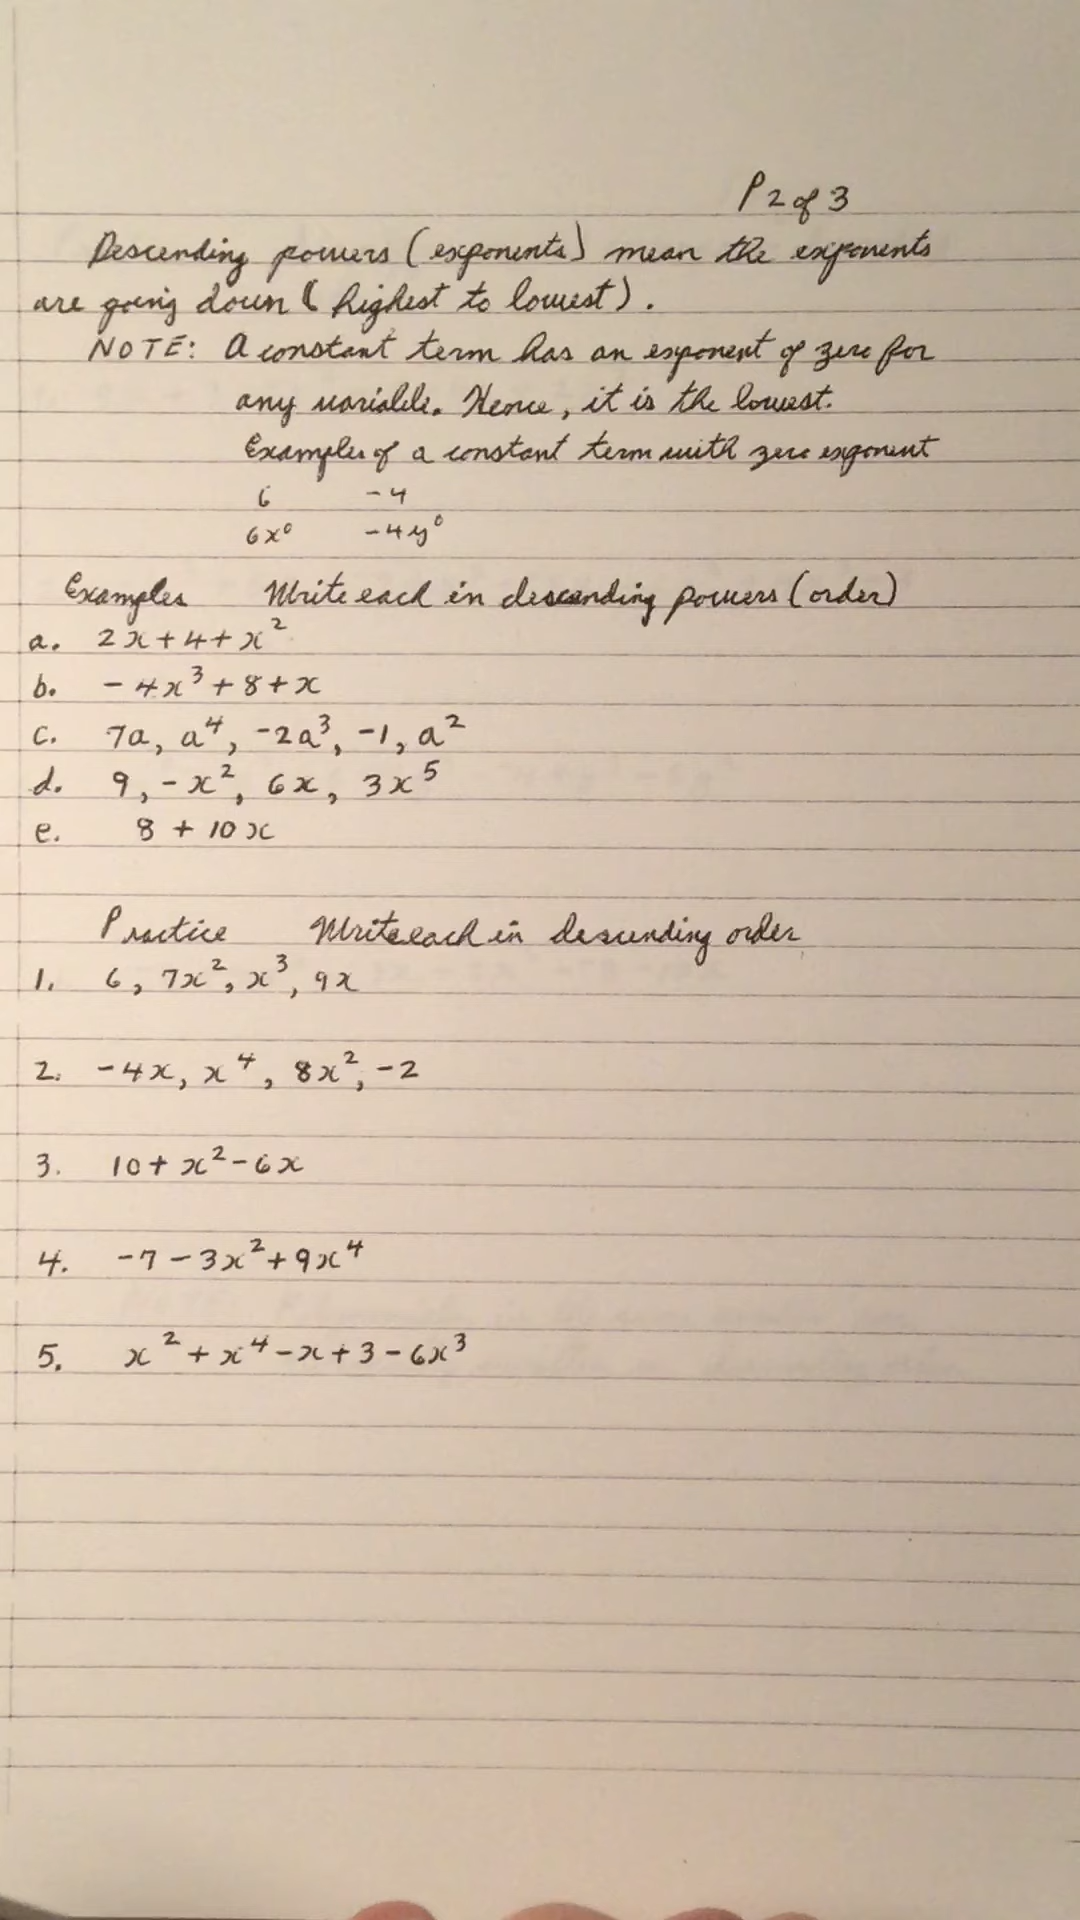 P 2 of 3
Descending powers (exponents) mean the exponents
are going down (highest to lowest).
NOTE: A constant term has an exponent of zero for
any variable. Hence, it is the lowest.
Examples of a constant term with zero exponent
6 -4
6x⁰ -4y⁰
Examples Write each in descending powers (order)
a. 2x+4+x²
b. -4x³+8+x
c. 7a, a⁴, -2a³, -1, a²
d. 9, -x², 6x, 3x⁵
e. 8 + 10x
Practice Write each in descending order
1. 6, 7x², x³, 9x
2. -4x, x⁴, 8x², -2
3. 10+x²-6x
4. -7-3x²+9x⁴
5. x²+x⁴-x+3-6x³